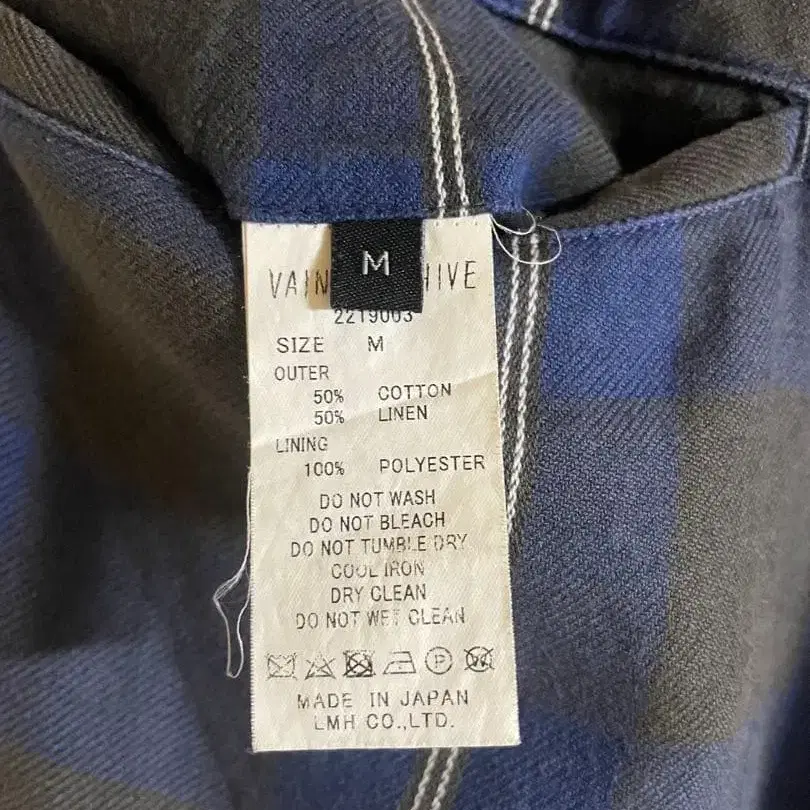 M
VAIN HIVE
2219003
SIZE M
OUTER
50% COTTON
50% LINEN
LINING
100% POLYESTER
DO NOT WASH
DO NOT BLEACH
DO NOT TUMBLE DRY
COOL IRON
DRY CLEAN
DO NOT WET CLEAN
P
W
MADE IN JAPAN
LMH CO.,LTD.